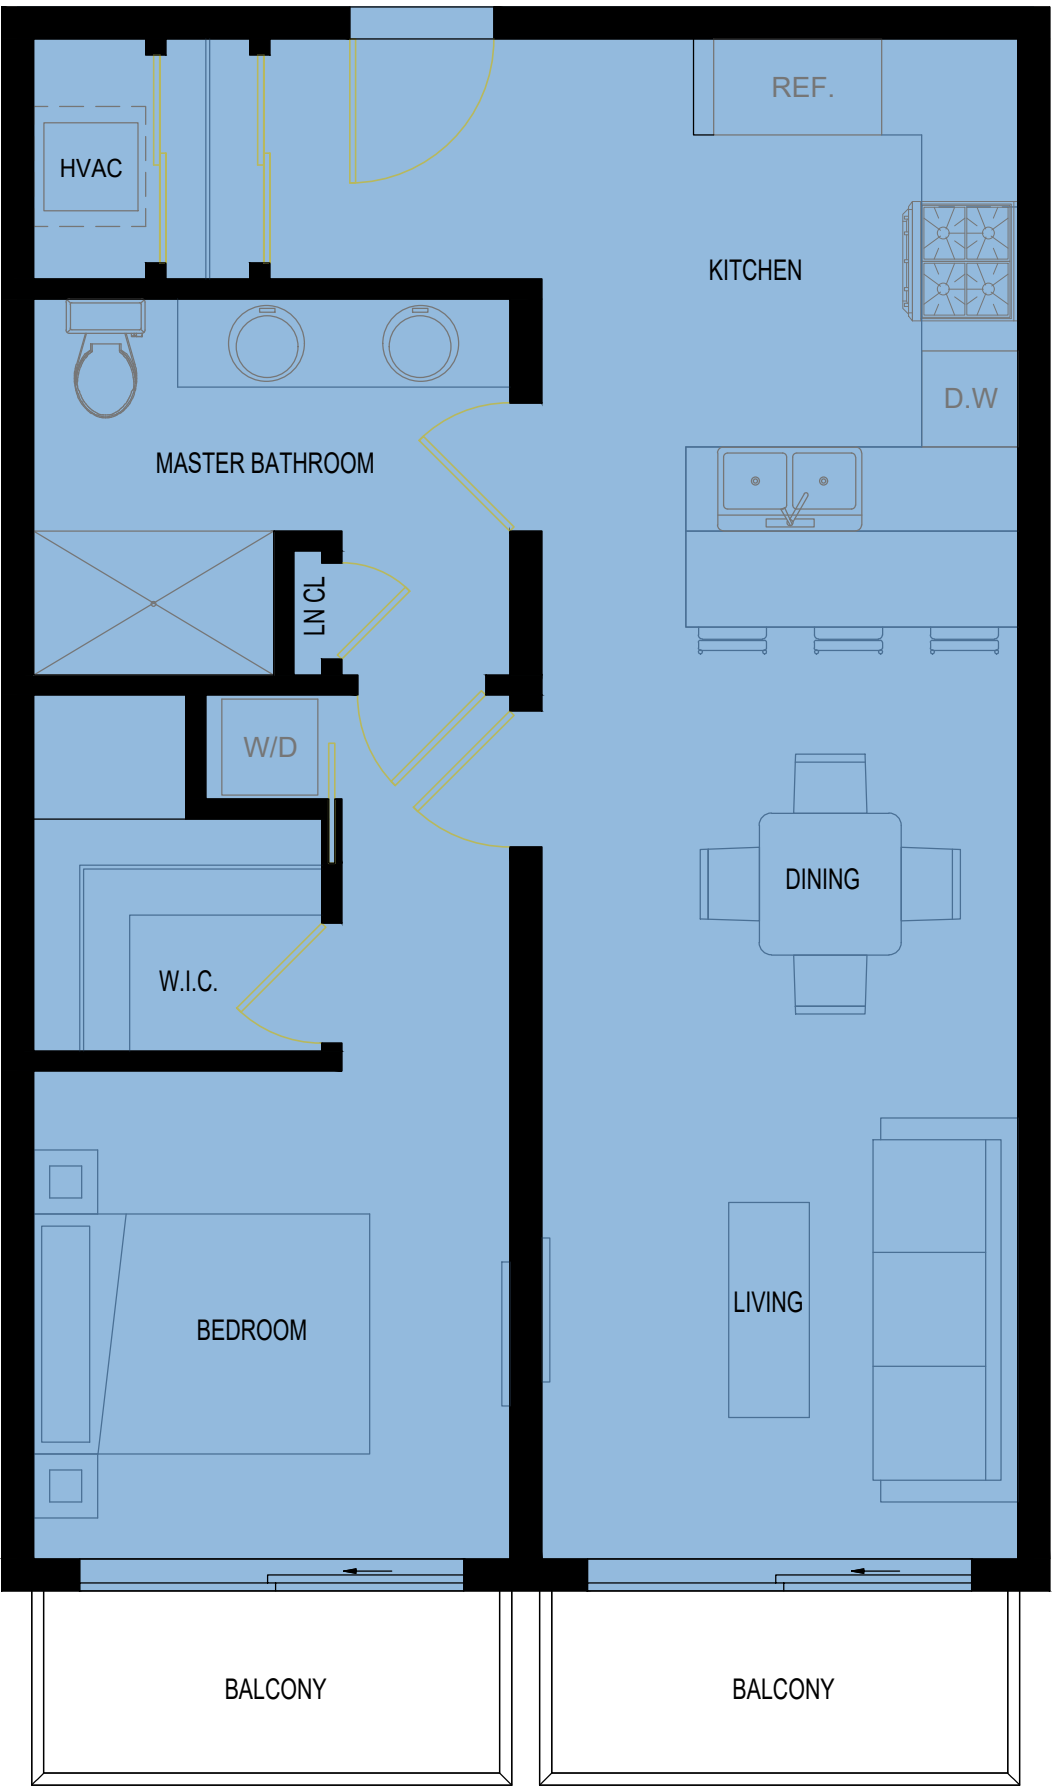 REF.
HVAC
KITCHEN
D.W
MASTER BATHROOM
LN CL
W/D
DINING
W.I.C.
LIVING
BEDROOM
BALCONY
BALCONY